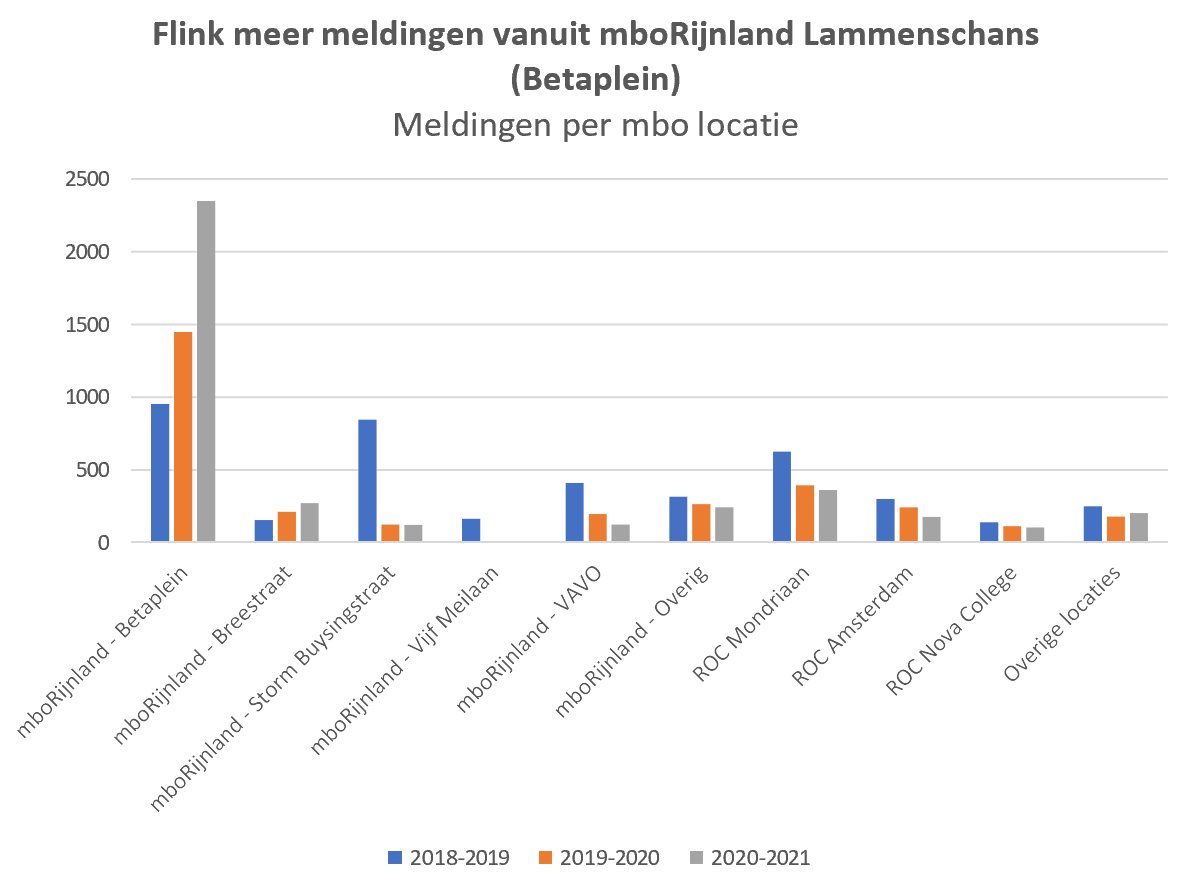 Flink meer meldingen vanuit mboRijnland Lammenschans
(Betaplein)
Meldingen per mbo locatie
2500
2000
1500
1000
500
0
mboRijnland - Betaplein
mboRijnland - Breestraat
mboRijnland - Storm Buysingstraat
mboRijnland - Vijf Meilaan
mboRijnland - VAVO
mboRijnland - Overig
ROC Mondriaan
ROC Amsterdam
ROC Nova College
Overige locaties
2018-2019 2019-2020 2020-2021